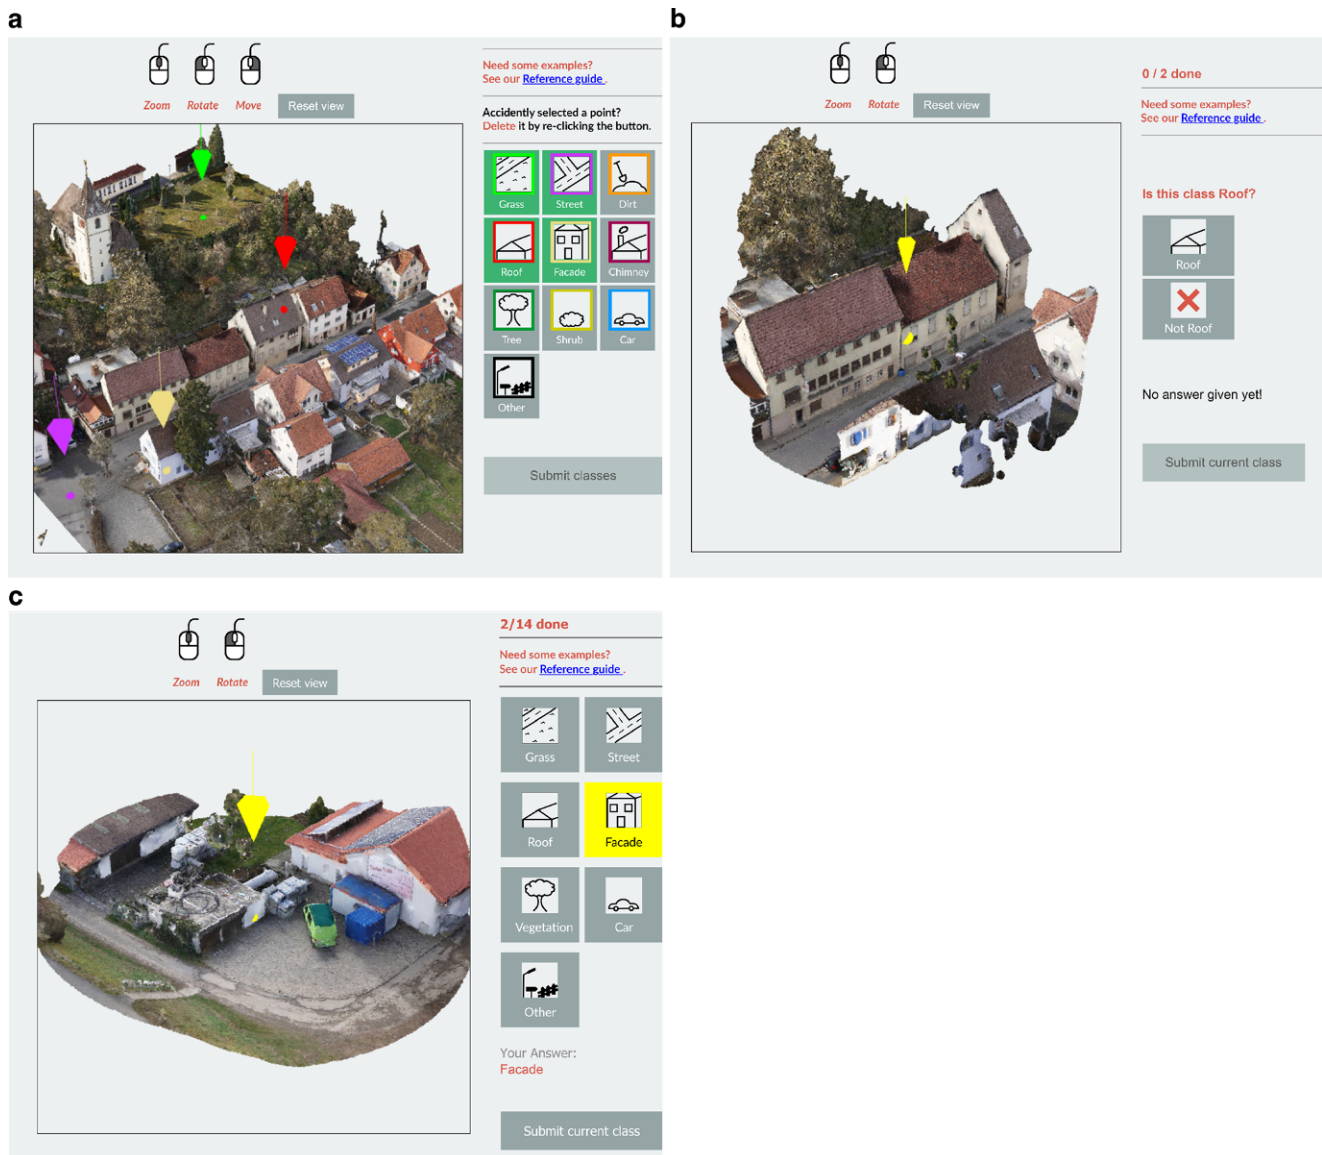 a
Zoom Rotate Move Reset view
Need some examples?
See our Reference guide .
Accidently selected a point?
Delete it by re-clicking the button.
Grass Street Dirt
Roof Facade Chimney
Tree Shrub Car
Other
Submit classes
b
Zoom Rotate Reset view
0 / 2 done
Need some examples?
See our Reference guide .
Is this class Roof?
Roof
Not Roof
No answer given yet!
Submit current class
c
Zoom Rotate Reset view
2/14 done
Need some examples?
See our Reference guide .
Grass Street
Roof Facade
Vegetation Car
Other
Your Answer:
Facade
Submit current class